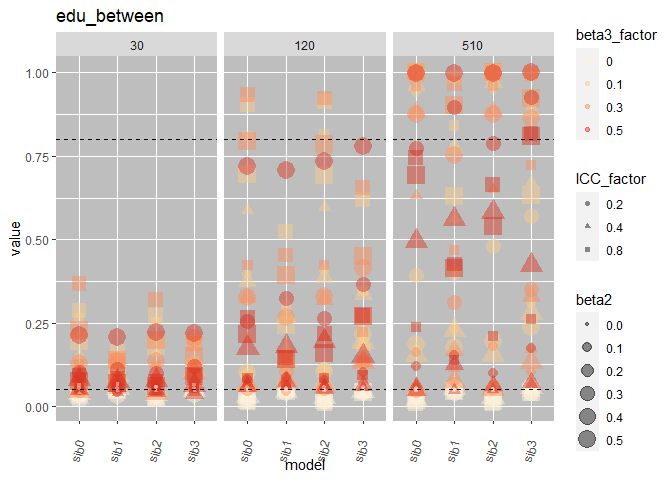 edu_between
30
120
510
value
1.00
0.75
0.50
0.25
0.00
sib0
sib1
sib2
sib3
sib0
sib1
sib2
sib3
sib0
sib1
sib2
sib3
model
beta3_factor
0
0.1
0.3
0.5
ICC_factor
0.2
0.4
0.8
beta2
0.0
0.1
0.2
0.3
0.4
0.5